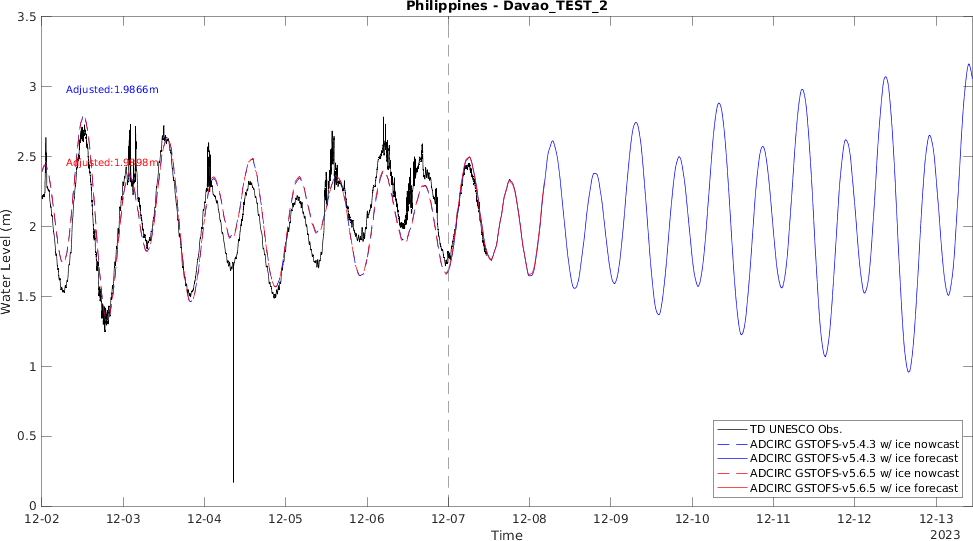 Philippines - Davao_TEST_2
3.5
3
2.5
2
1.5
1
0.5
0
Water Level (m)
Adjusted:1.9866m
Adjusted:1.9898m
TD UNESCO Obs.
ADCIRC GSTOFS-v5.4.3 w/ ice nowcast
ADCIRC GSTOFS-v5.4.3 w/ ice forecast
ADCIRC GSTOFS-v5.6.5 w/ ice nowcast
ADCIRC GSTOFS-v5.6.5 w/ ice forecast
12-02 12-03 12-04 12-05 12-06 12-07 12-08 12-09 12-10 12-11 12-12 12-13
2023
Time